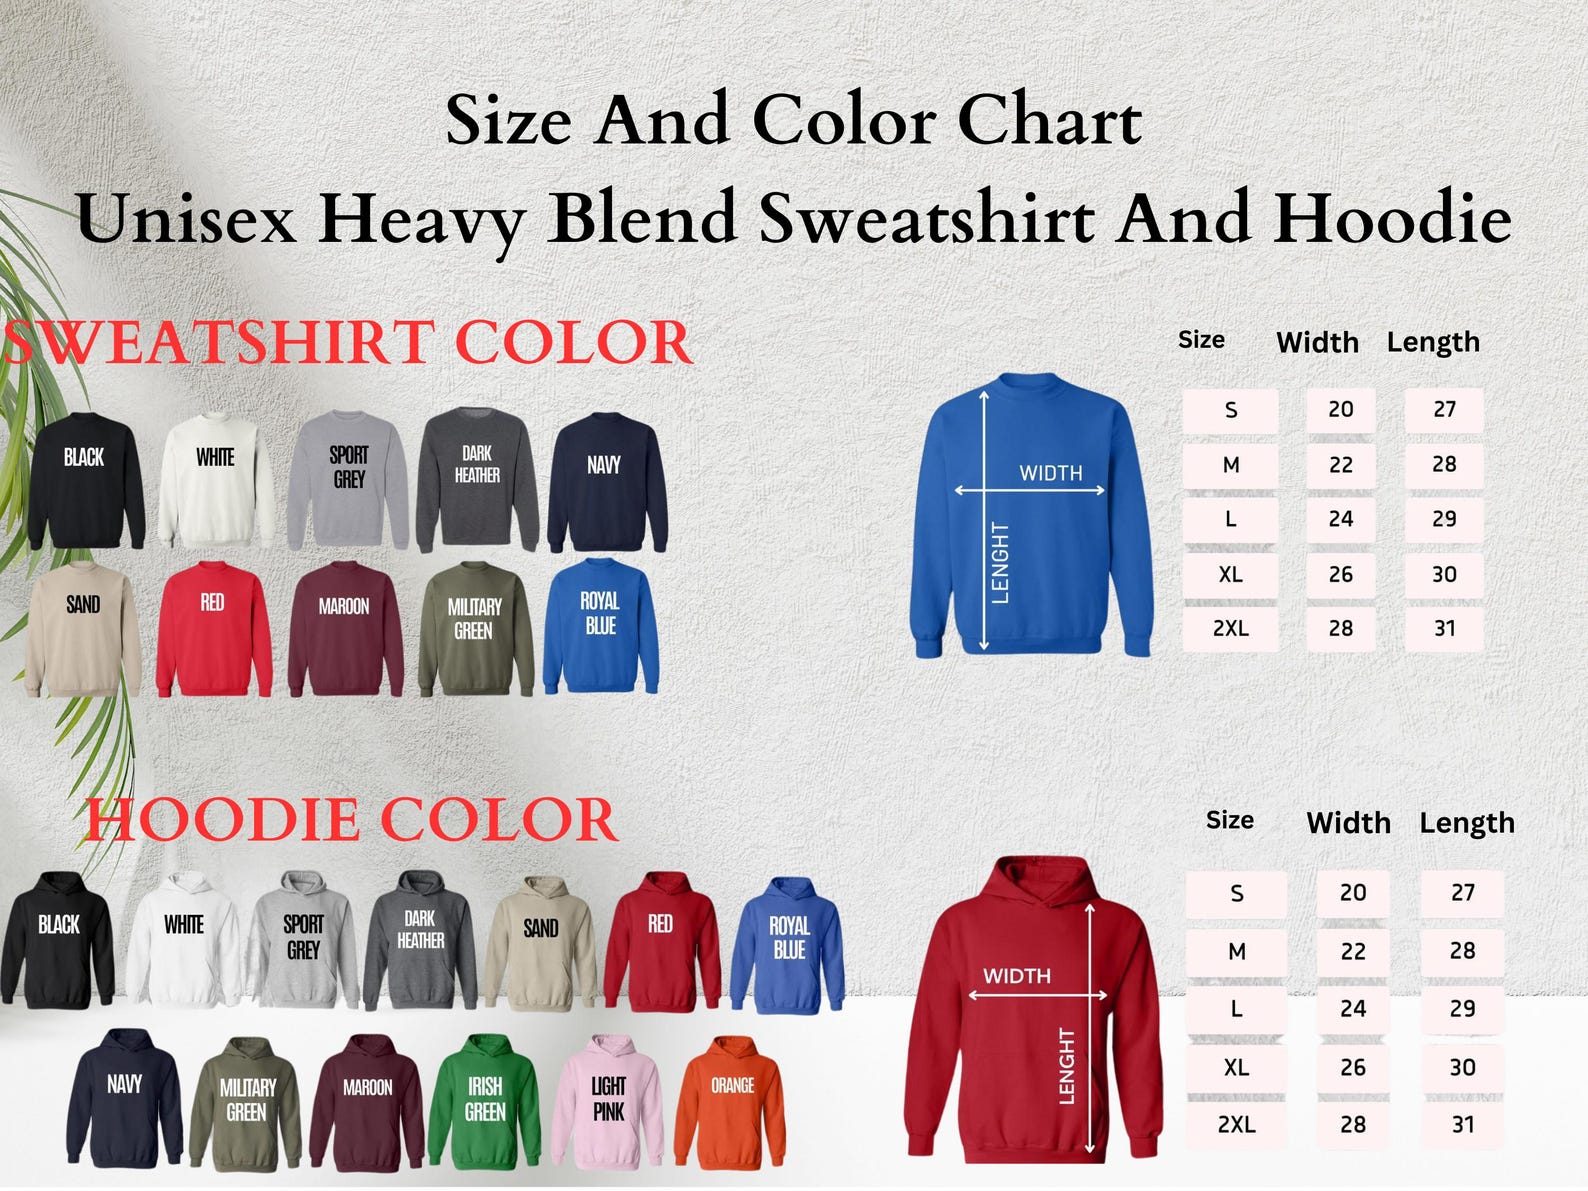 Size And Color Chart
Unisex Heavy Blend Sweatshirt And Hoodie
SWEATSHIRT COLOR
BLACK
WHITE
SPORT
GREY
DARK
HEATHER
NAVY
SAND
RED
MAROON
MILITARY
GREEN
ROYAL
BLUE
WIDTH
LENGHT
Size Width Length
S 20 27
M 22 28
L 24 29
XL 26 30
2XL 28 31
HOODIE COLOR
BLACK
WHITE
SPORT
GREY
DARK
HEATHER
SAND
RED
ROYAL
BLUE
NAVY
MILITARY
GREEN
MAROON
IRISH
GREEN
LIGHT
PINK
ORANGE
WIDTH
LENGHT
Size Width Length
S 20 27
M 22 28
L 24 29
XL 26 30
2XL 28 31